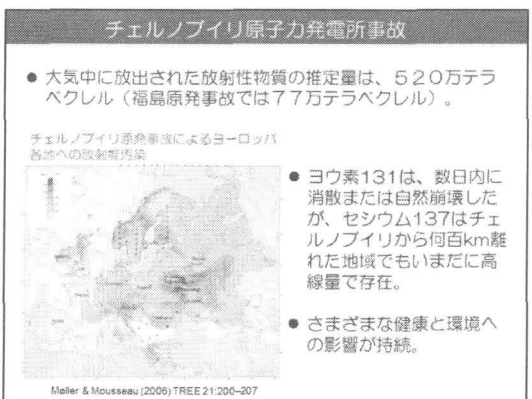 チェルノブイリ原子力発電所事故
● 大気中に放出された放射性物質の推定量は、５２０万テラ
ベクレル（福島原発事故では７７万テラベクレル）。
チェルノブイリ原発事故によるヨーロッパ
各地への放射能汚染
● ヨウ素131は、数日内に
消散または自然崩壊した
が、セシウム137はチェ
ルノブイリから何百km離
れた地域でもいまだに高
線量で存在。
● さまざまな健康と環境へ
の影響が持続。
Møller & Mousseau (2006) TREE 21:200–207